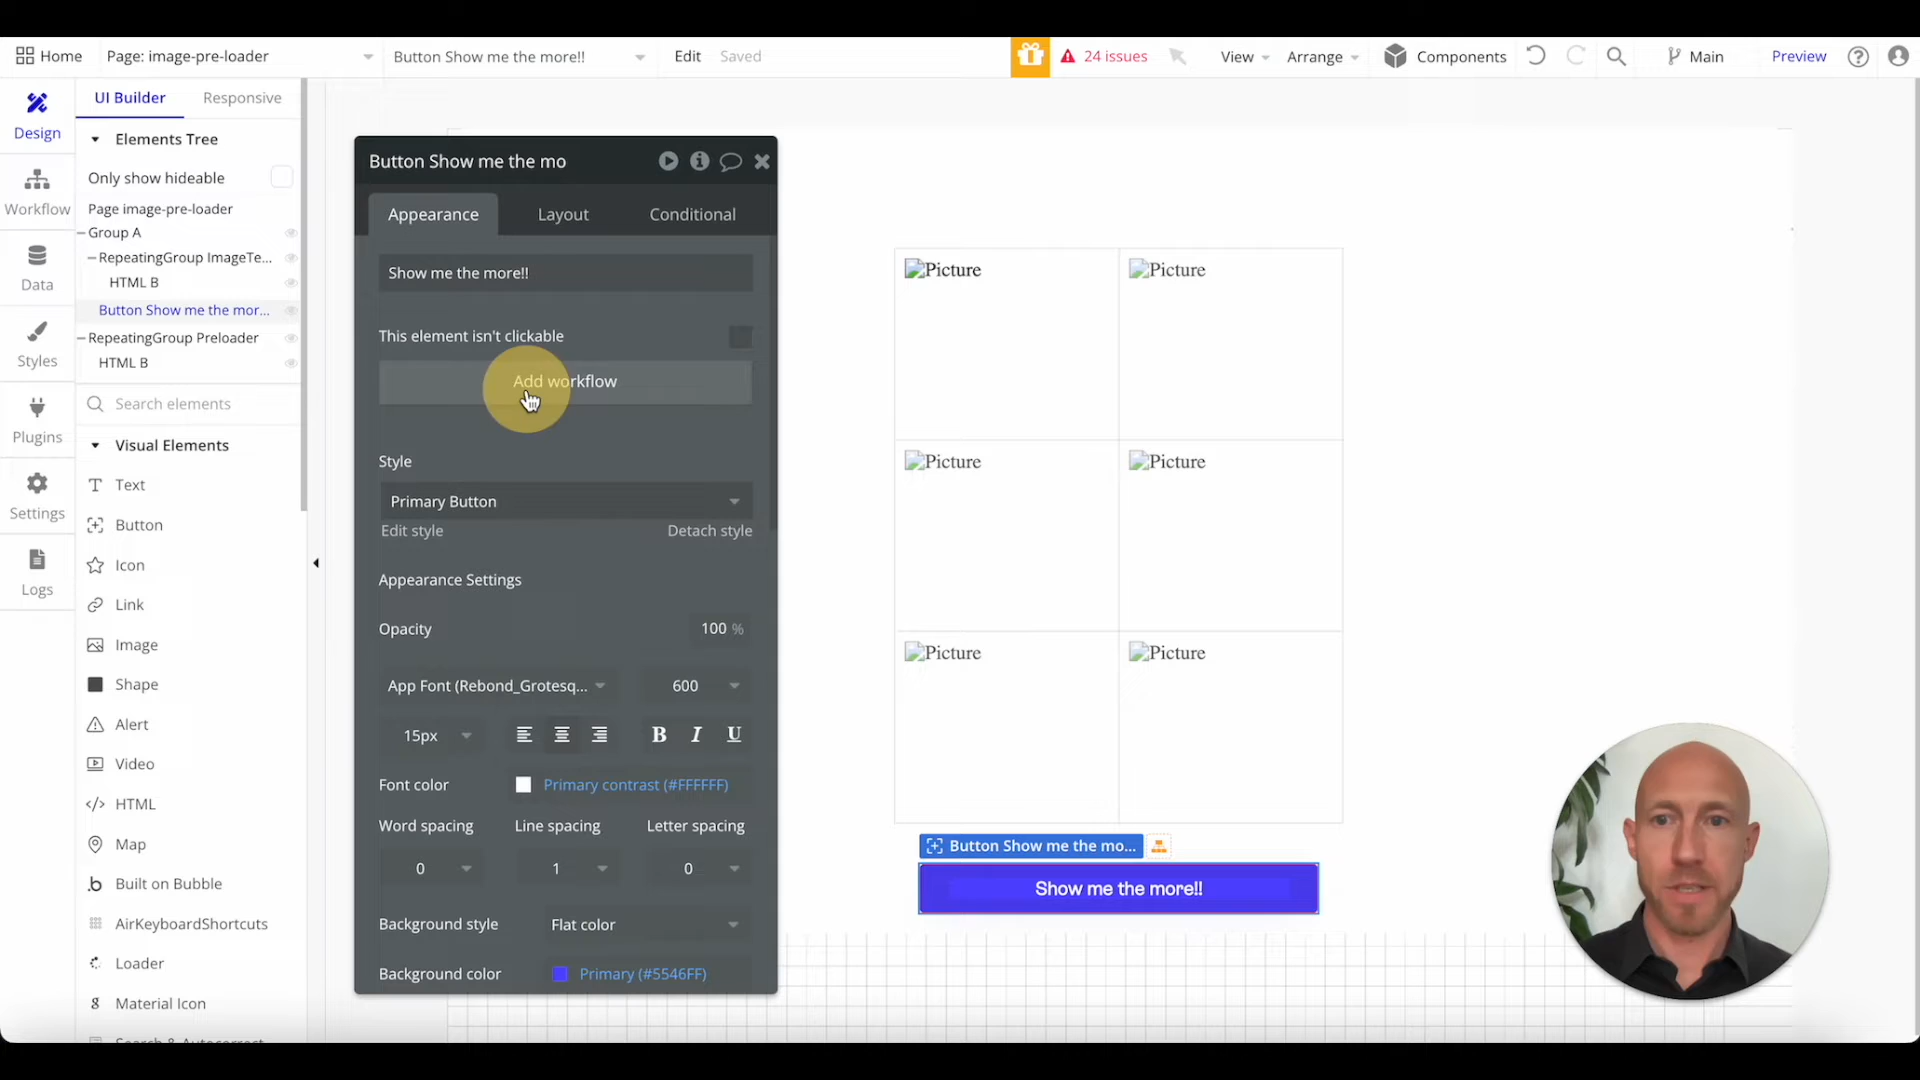 Home
Page: image-pre-loader
Button Show me the more!!
Edit
Saved
24 issues
View
Arrange
Components
Main
Preview
Design
Workflow
Data
Styles
Plugins
Settings
Logs
UI Builder
Responsive
Elements Tree
Only show hideable
Page image-pre-loader
Group A
RepeatingGroup ImageTe...
HTML B
Button Show me the mor...
RepeatingGroup Preloader
HTML B
Search elements
Visual Elements
Text
Button
Icon
Link
Image
Shape
Alert
Video
HTML
Map
Built on Bubble
AirKeyboardShortcuts
Loader
Material Icon
Button Show me the mo
Appearance
Layout
Conditional
Show me the more!!
This element isn't clickable
Add workflow
Style
Primary Button
Edit style
Detach style
Appearance Settings
Opacity
100 %
App Font (Rebond_Grotesq...
600
15px
B
I
U
Font color
Primary contrast (#FFFFFF)
Word spacing
Line spacing
Letter spacing
0
1
0
Background style
Flat color
Background color
Primary (#5546FF)
Picture
Picture
Picture
Picture
Picture
Picture
Button Show me the mo...
Show me the more!!